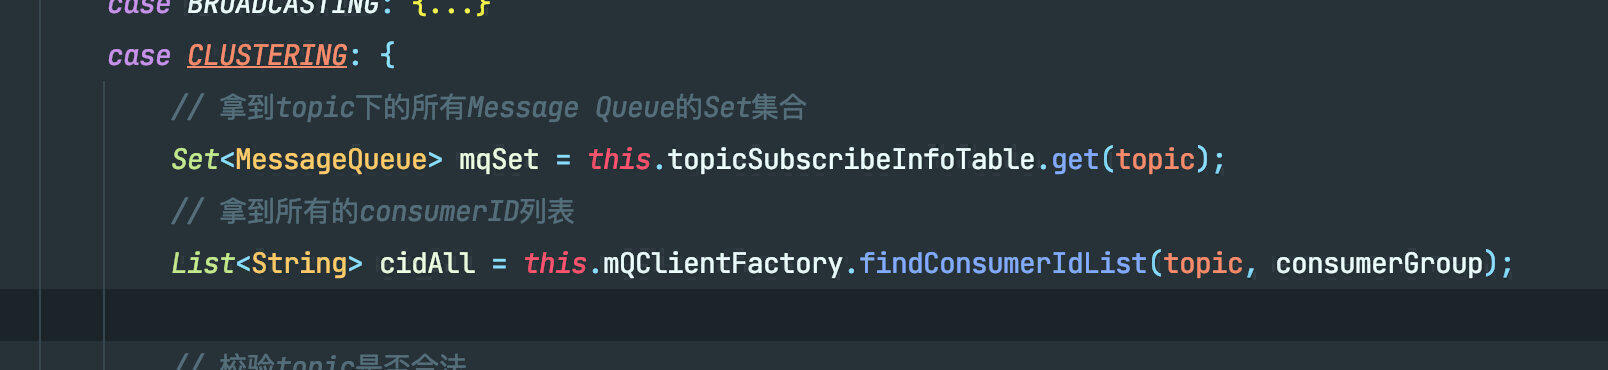 case BROADCASTING: {...}
case CLUSTERING: {
// 拿到topic下的所有Message Queue的Set集合
Set<MessageQueue> mqSet = this.topicSubscribeInfoTable.get(topic);
// 拿到所有的consumerID列表
List<String> cidAll = this.mQClientFactory.findConsumerIdList(topic, consumerGroup);
// 校验topic是否合法